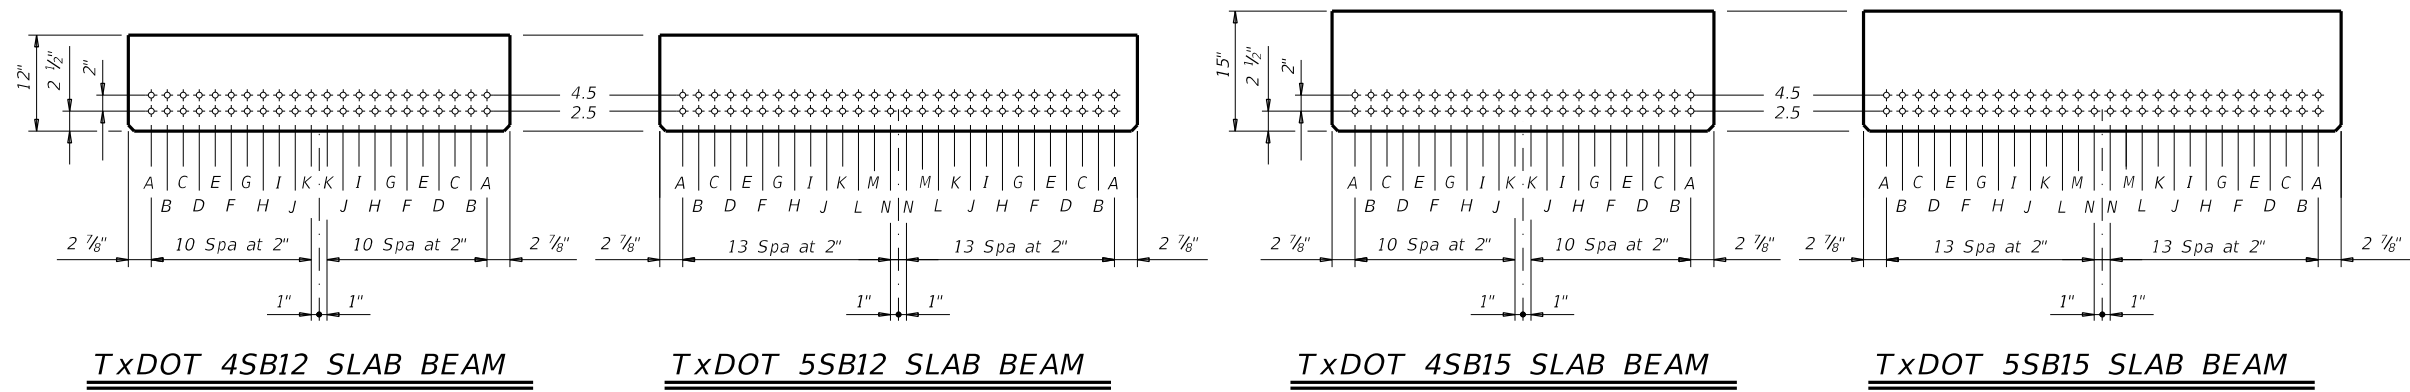 12" 2 ½" 2" 4.5 15" 2 ½" 2" 4.5
2.5 2.5
A C E G I K K I G E C A A C E G I K M M K I G E C A A C E G I K K I G E C A A C E G I K M M K I G E C A
B D F H J J H F D B B D F H J L N N L J H F D B B D F H J J H F D B B D F H J L N N L J H F D B
2 ⅞" 10 Spa at 2" 10 Spa at 2" 2 ⅞" 2 ⅞" 13 Spa at 2" 13 Spa at 2" 2 ⅞" 2 ⅞" 10 Spa at 2" 10 Spa at 2" 2 ⅞" 2 ⅞" 13 Spa at 2" 13 Spa at 2" 2 ⅞"
1" 1" 1" 1" 1" 1" 1" 1"
TxDOT 4SB12 SLAB BEAM TxDOT 5SB12 SLAB BEAM TxDOT 4SB15 SLAB BEAM TxDOT 5SB15 SLAB BEAM